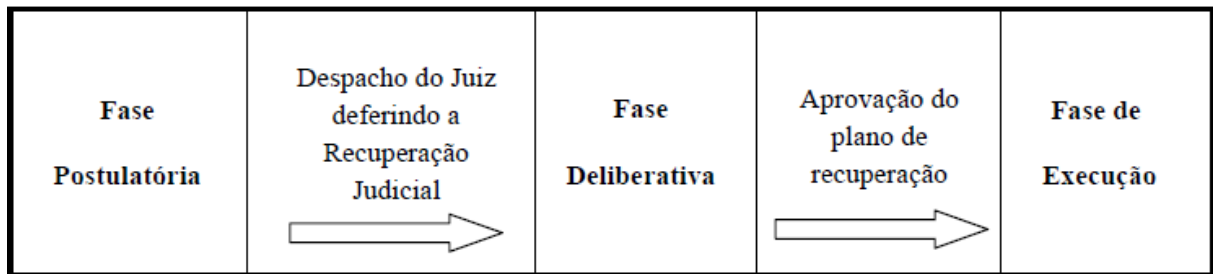 Fase
Postulatória
Despacho do Juiz
deferindo a
Recuperação
Judicial
Fase
Deliberativa
Aprovação do
plano de
recuperação
Fase de
Execução